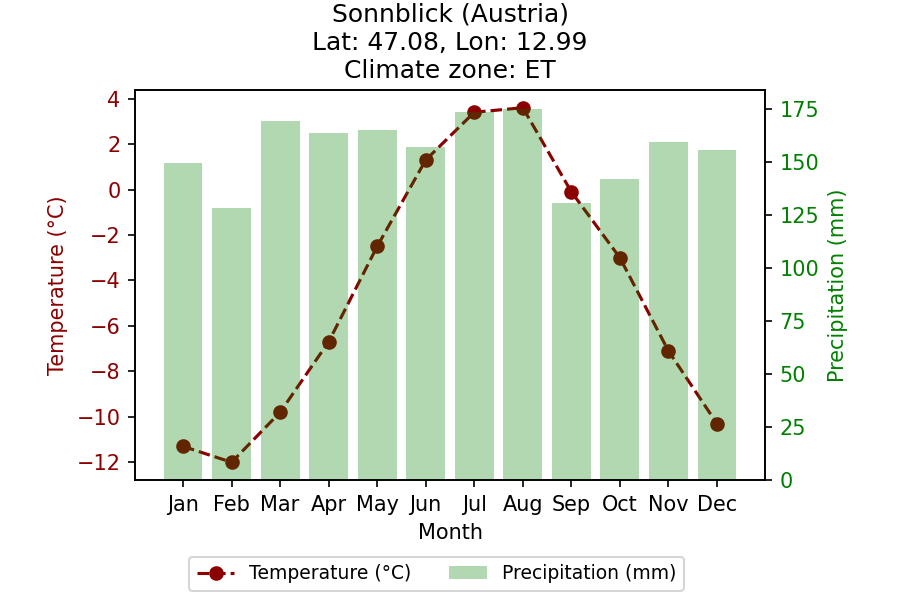 Sonnblick (Austria)
Lat: 47.08, Lon: 12.99
Climate zone: ET
4
2
0
−2
−4
−6
−8
−10
−12
Temperature (°C)
175
150
125
100
75
50
25
0
Precipitation (mm)
Jan Feb Mar Apr May Jun Jul Aug Sep Oct Nov Dec
Month
Temperature (°C) Precipitation (mm)